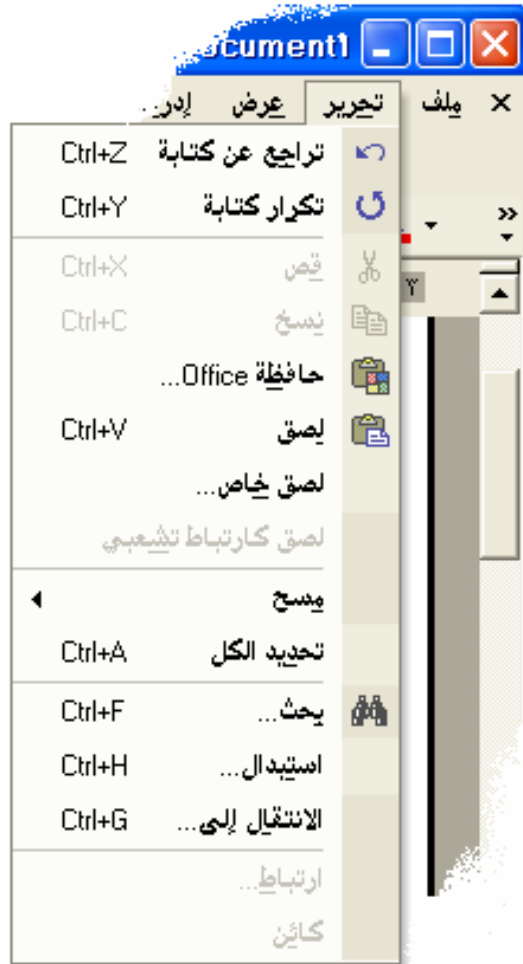 Document1
ملف تحرير عرض إدر...
تراجع عن كتابة Ctrl+Z
تكرار كتابة Ctrl+Y
قص Ctrl+X
نسخ Ctrl+C
حافظة Office...
لصق Ctrl+V
لصق خاص...
لصق كارتباط تشعبي
مسح
تحديد الكل Ctrl+A
بحث... Ctrl+F
استبدال... Ctrl+H
الانتقال إلى... Ctrl+G
ارتباط...
كائن
٢